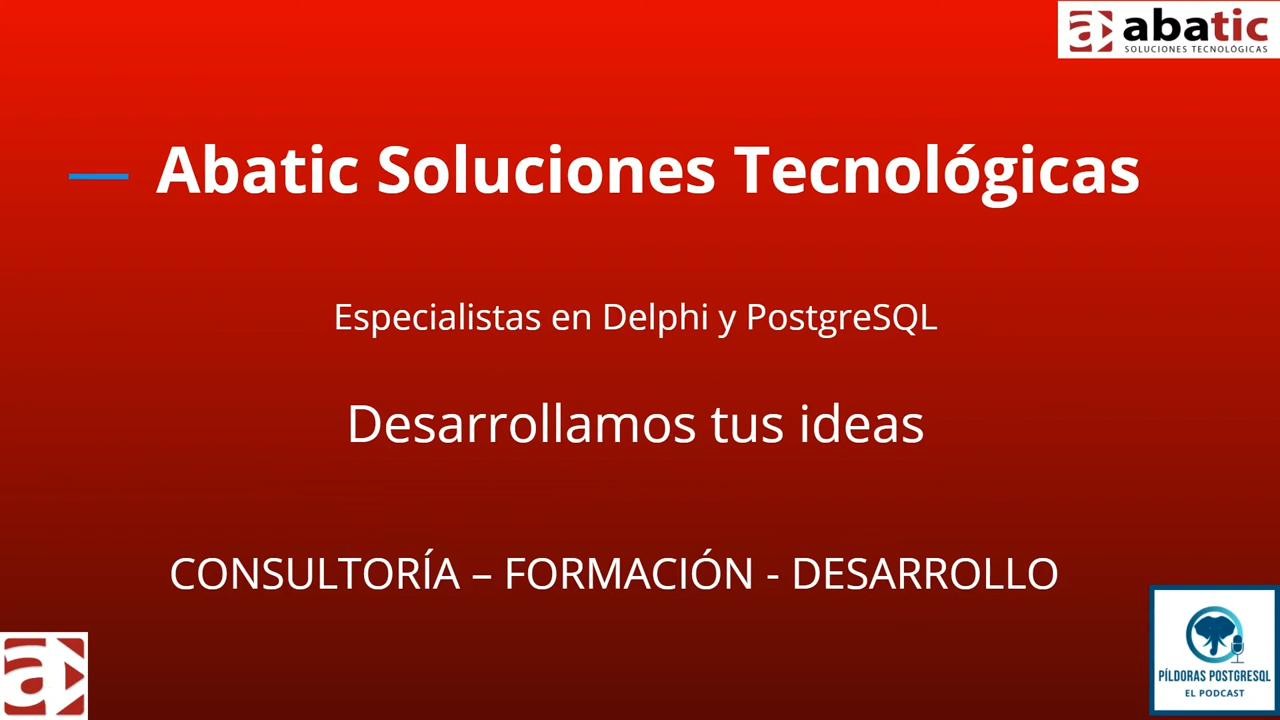 abatic
SOLUCIONES TECNOLÓGICAS
Abatic Soluciones Tecnológicas
Especialistas en Delphi y PostgreSQL
Desarrollamos tus ideas
CONSULTORÍA – FORMACIÓN - DESARROLLO
PÍLDORAS POSTGRESQL
EL PODCAST